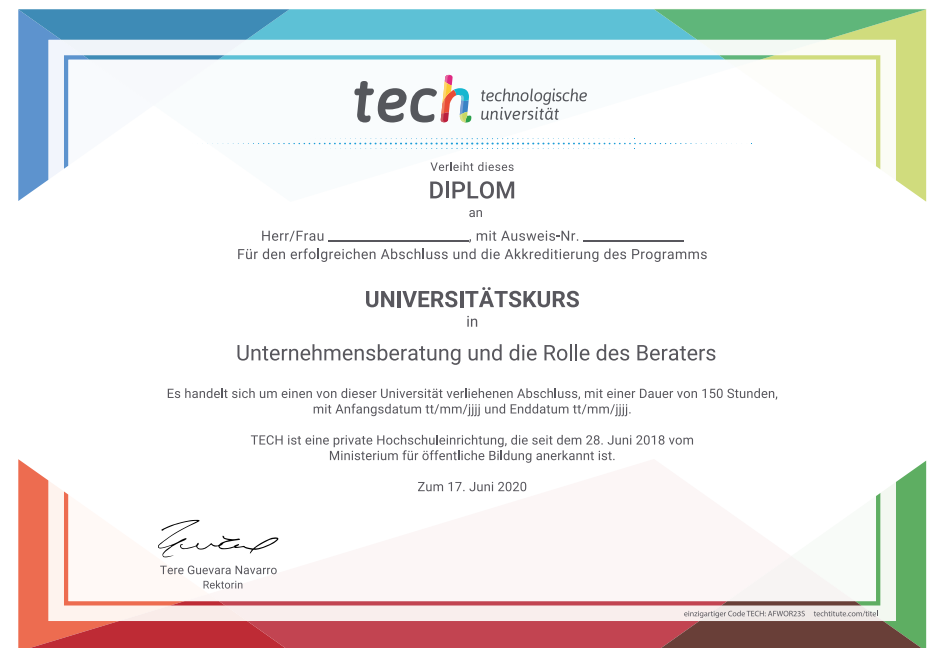 tech technologische
universität
Verleiht dieses
DIPLOM
an
Herr/Frau ____________________, mit Ausweis-Nr. ______________
Für den erfolgreichen Abschluss und die Akkreditierung des Programms
UNIVERSITÄTSKURS
in
Unternehmensberatung und die Rolle des Beraters
Es handelt sich um einen von dieser Universität verliehenen Abschluss, mit einer Dauer von 150 Stunden,
mit Anfangsdatum tt/mm/jjjj und Enddatum tt/mm/jjjj.
TECH ist eine private Hochschuleinrichtung, die seit dem 28. Juni 2018 vom
Ministerium für öffentliche Bildung anerkannt ist.
Zum 17. Juni 2020
Tere Guevara Navarro
Rektorin
einzigartiger Code TECH: AFWOR23S techtitute.com/titel